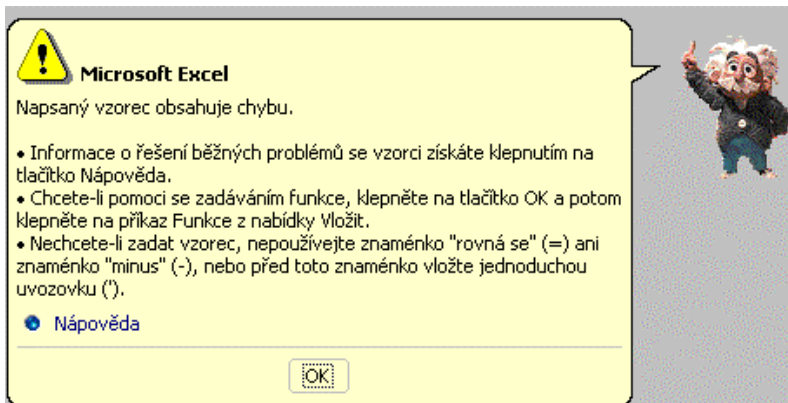 Microsoft Excel
Napsaný vzorec obsahuje chybu.
• Informace o řešení běžných problémů se vzorci získáte klepnutím na
tlačítko Nápověda.
• Chcete-li pomoci se zadáváním funkce, klepněte na tlačítko OK a potom
klepněte na příkaz Funkce z nabídky Vložit.
• Nechcete-li zadat vzorec, nepoužívejte znaménko "rovná se" (=) ani
znaménko "minus" (-), nebo před toto znaménko vložte jednoduchou
uvozovku (').
Nápověda
OK